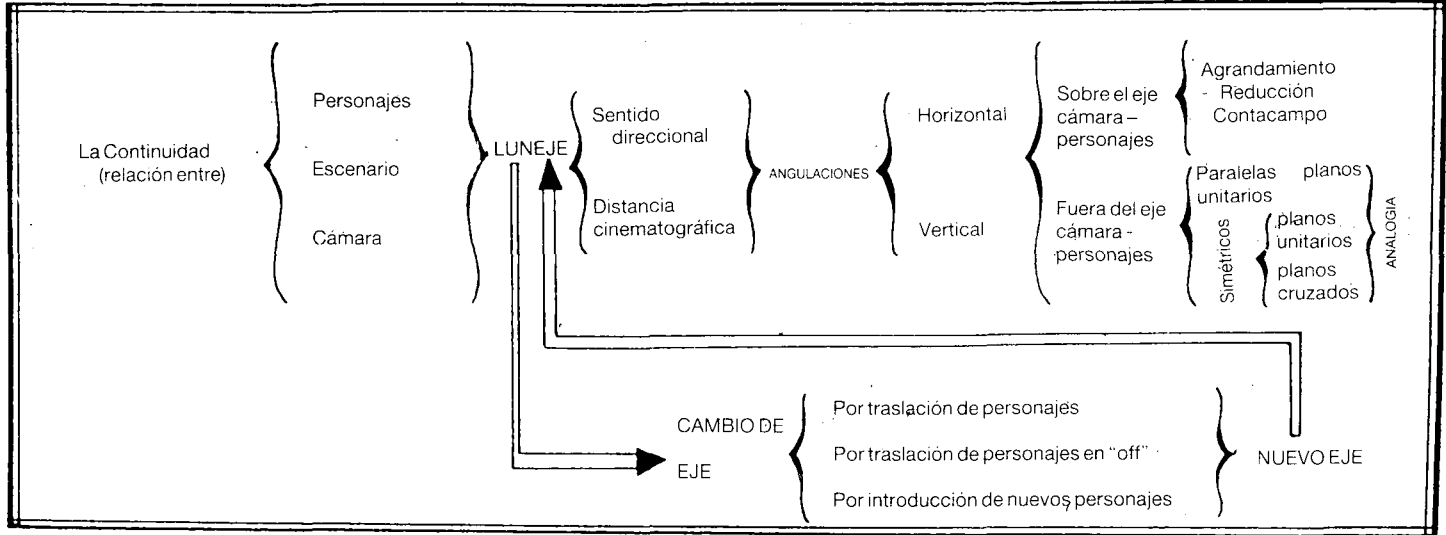 La Continuidad
(relación entre)
Personajes
Escenario
Cámara
LUNEJE
Sentido
direccional
Distancia
cinematográfica
ANGULACIONES
Horizontal
Vertical
Sobre el eje
cámara –
personajes
Agrandamiento
- Reducción
Contacampo
Fuera del eje
cámara -
personajes
Paralelas planos
unitarios
Simétricos
planos
unitarios
planos
cruzados
ANALOGIA
CAMBIO DE
EJE
Por traslación de personajes
Por traslación de personajes en "off"
Por introducción de nuevos personajes
NUEVO EJE